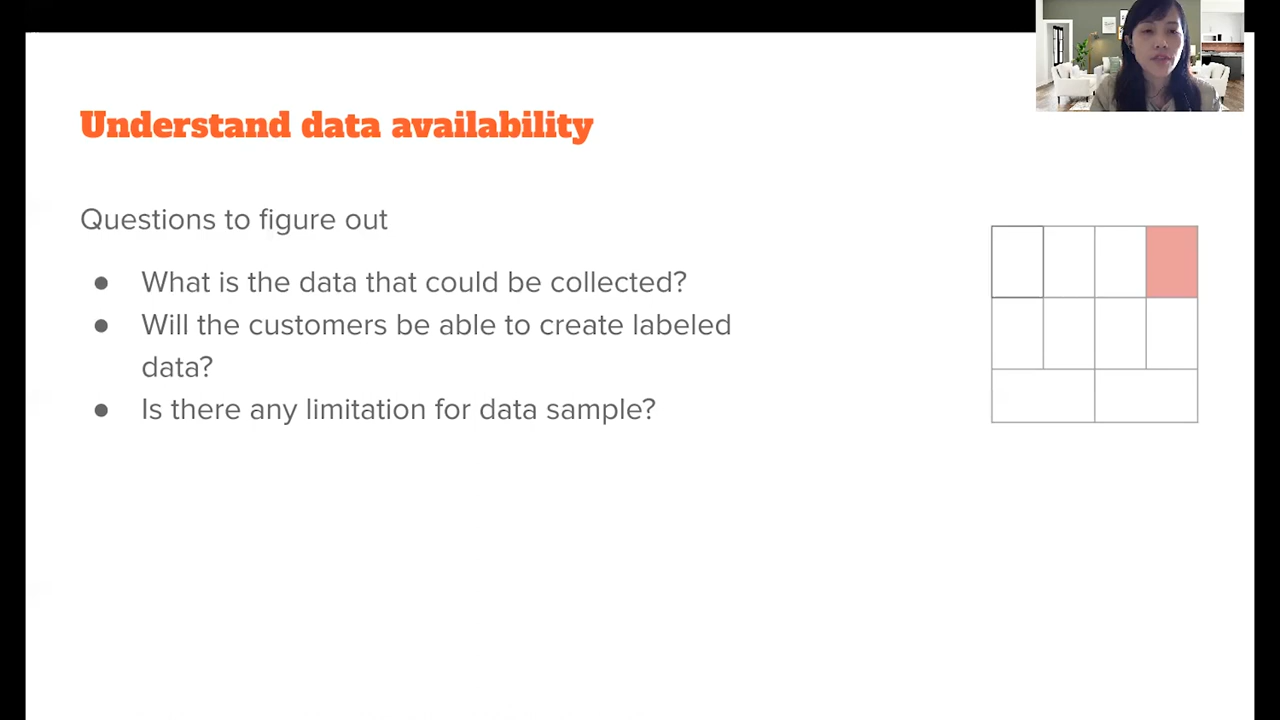 Understand data availability
Questions to figure out
● What is the data that could be collected?
● Will the customers be able to create labeled
data?
● Is there any limitation for data sample?